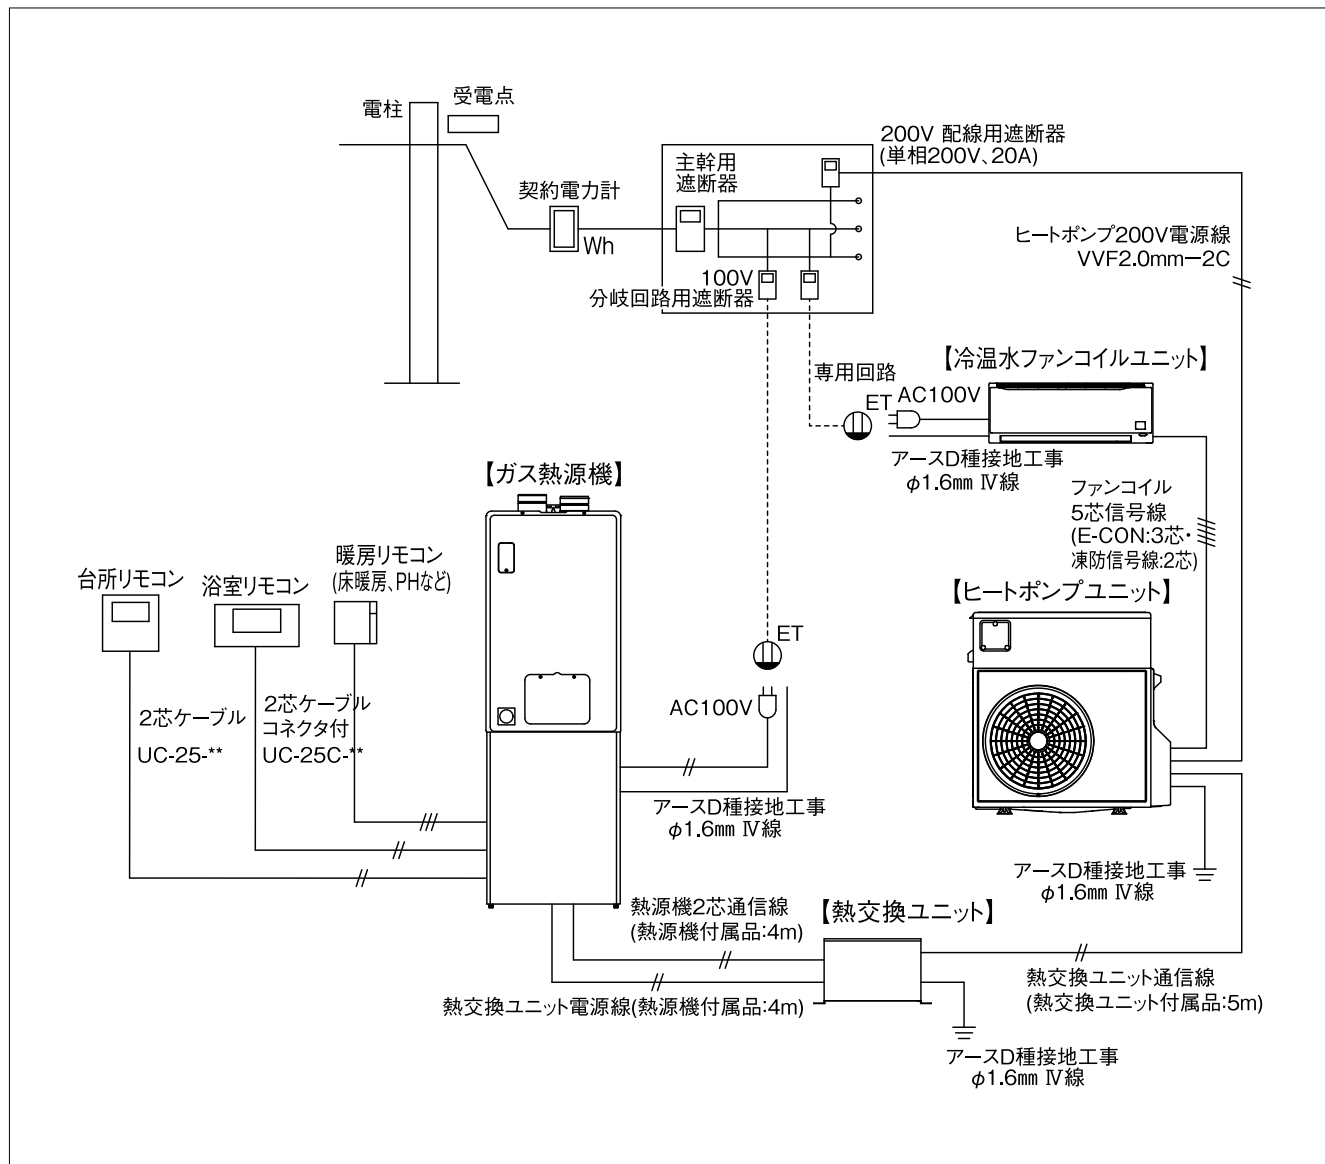 電柱
受電点
200V 配線用遮断器
(単相200V、20A)
主幹用
遮断器
契約電力計
Wh
ヒートポンプ200V電源線
VVF2.0mmー2C
100V
分岐回路用遮断器
【冷温水ファンコイルユニット】
専用回路
ET
AC100V
アースD種接地工事
φ1.6mm Ⅳ線
【ガス熱源機】
ファンコイル
5芯信号線
(E-CON:3芯・
凍防信号線:2芯)
暖房リモコン
(床暖房、PHなど)
台所リモコン
浴室リモコン
【ヒートポンプユニット】
ET
2芯ケーブル
UC-25-**
2芯ケーブル
コネクタ付
UC-25C-**
AC100V
アースD種接地工事
φ1.6mm Ⅳ線
アースD種接地工事
φ1.6mm Ⅳ線
熱源機2芯通信線
(熱源機付属品:4m)
【熱交換ユニット】
熱交換ユニット通信線
(熱交換ユニット付属品:5m)
熱交換ユニット電源線(熱源機付属品:4m)
アースD種接地工事
φ1.6mm Ⅳ線